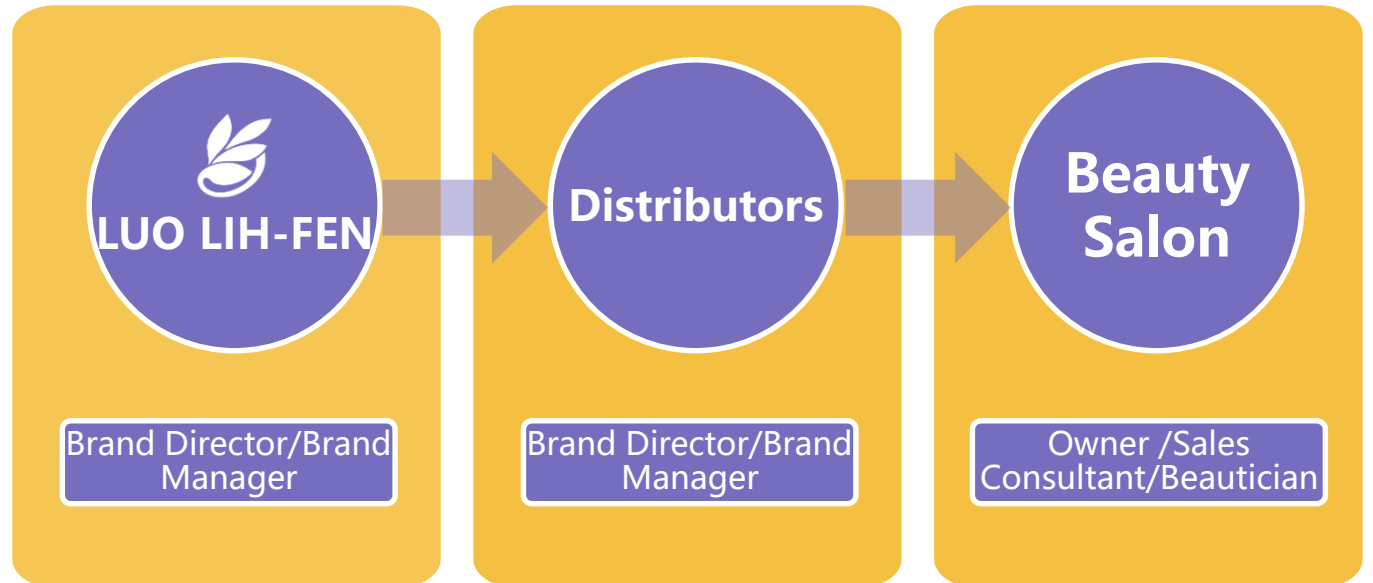 LUO LIH-FEN
Distributors
Beauty
Salon
Brand Director/Brand
Manager
Brand Director/Brand
Manager
Owner /Sales
Consultant/Beautician